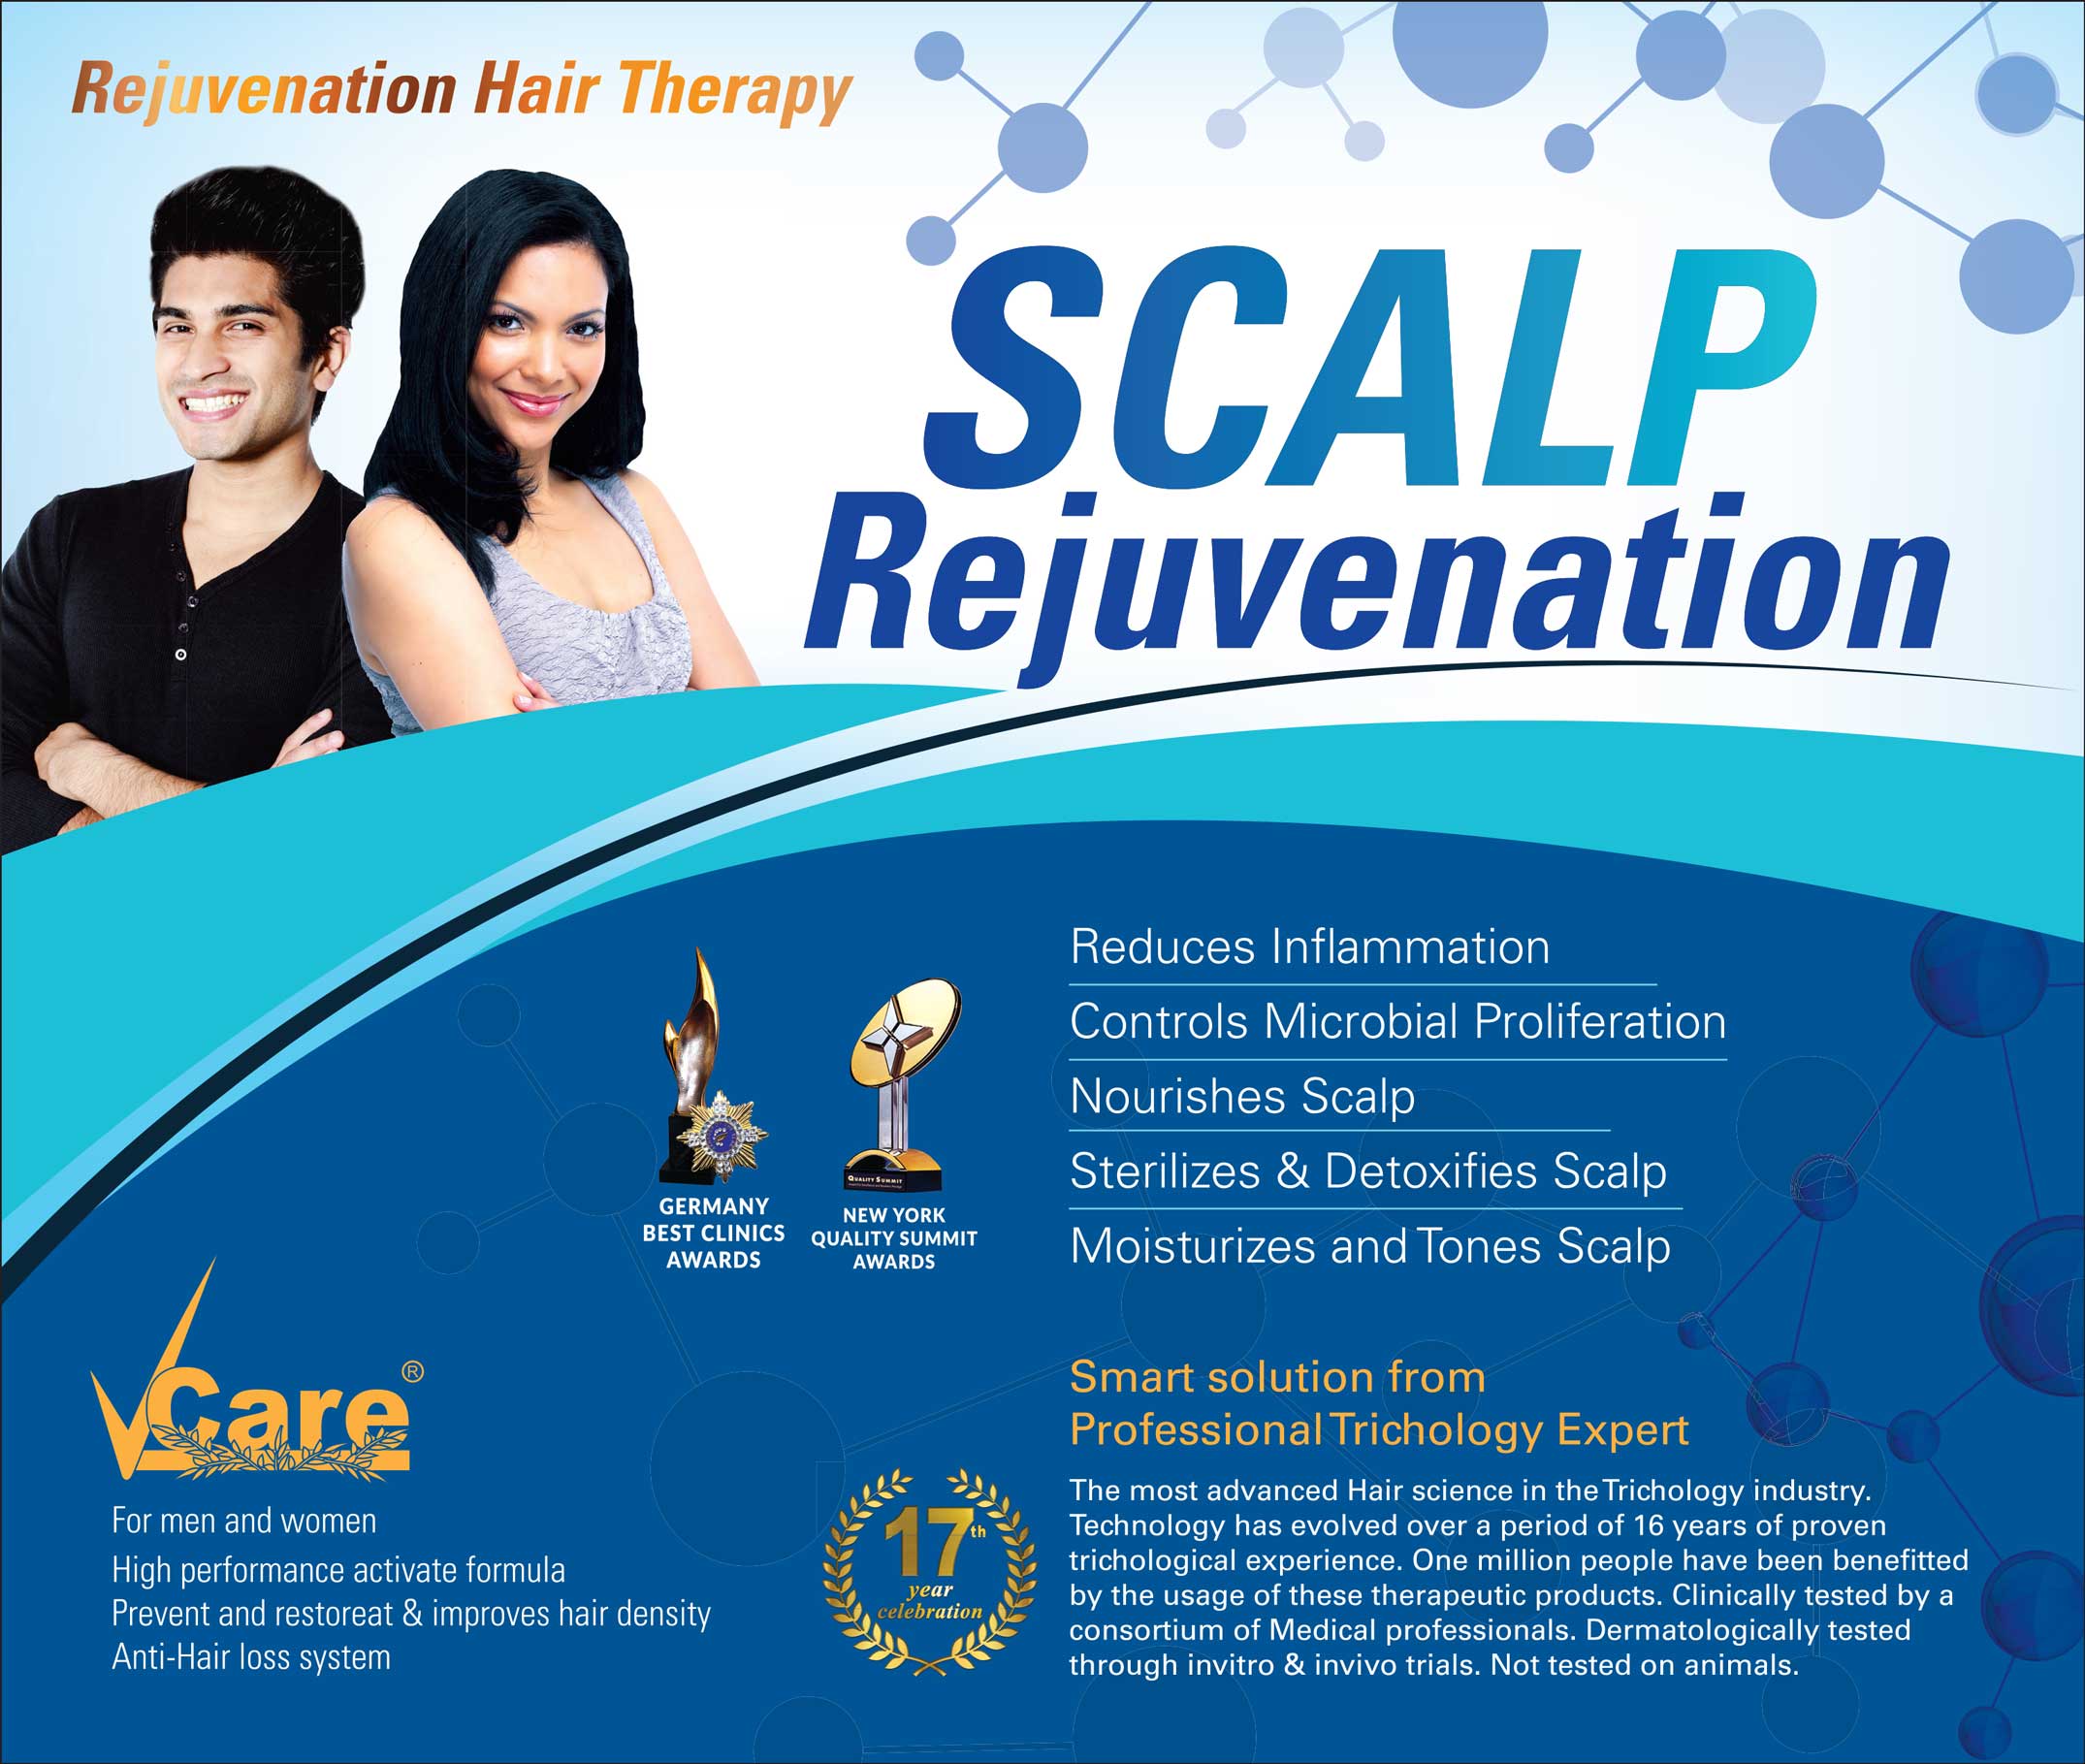 Rejuvenation Hair Therapy
SCALP
Rejuvenation
Reduces Inflammation
Controls Microbial Proliferation
Nourishes Scalp
Sterilizes & Detoxifies Scalp
Moisturizes and Tones Scalp
QUALITY SUMMIT
GERMANY
BEST CLINICS
AWARDS
NEW YORK
QUALITY SUMMIT
AWARDS
VCare®
For men and women
High performance activate formula
Prevent and restoreat & improves hair density
Anti-Hair loss system
17th
year
celebration
Smart solution from
Professional Trichology Expert
The most advanced Hair science in the Trichology industry.
Technology has evolved over a period of 16 years of proven
trichological experience. One million people have been benefitted
by the usage of these therapeutic products. Clinically tested by a
consortium of Medical professionals. Dermatologically tested
through invitro & invivo trials. Not tested on animals.